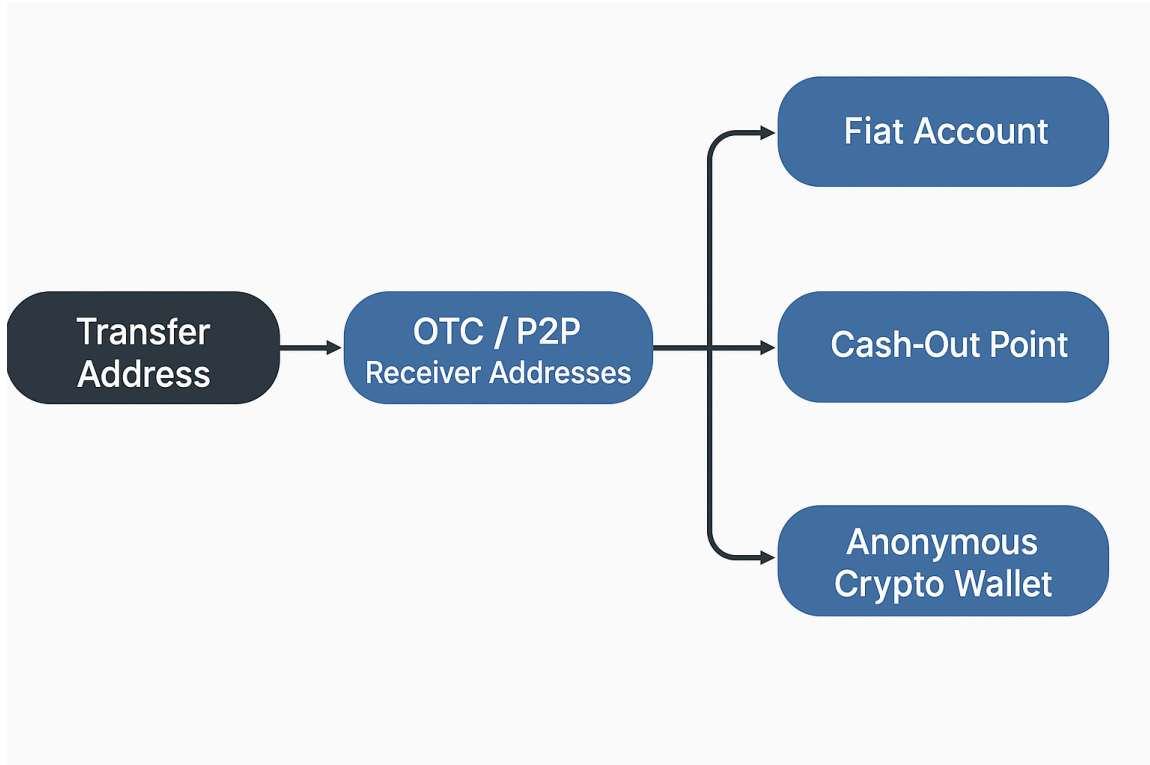 Transfer
Address
OTC / P2P
Receiver Addresses
Fiat Account
Cash-Out Point
Anonymous
Crypto Wallet